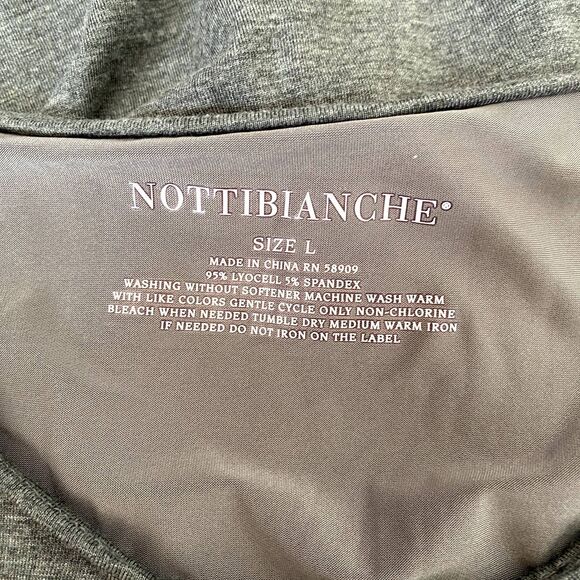 NOTTIBIANCHE®
SIZE L
MADE IN CHINA RN 58909
95% LYOCELL 5% SPANDEX
WASHING WITHOUT SOFTENER MACHINE WASH WARM
WITH LIKE COLORS GENTLE CYCLE ONLY NON-CHLORINE
BLEACH WHEN NEEDED TUMBLE DRY MEDIUM WARM IRON
IF NEEDED DO NOT IRON ON THE LABEL